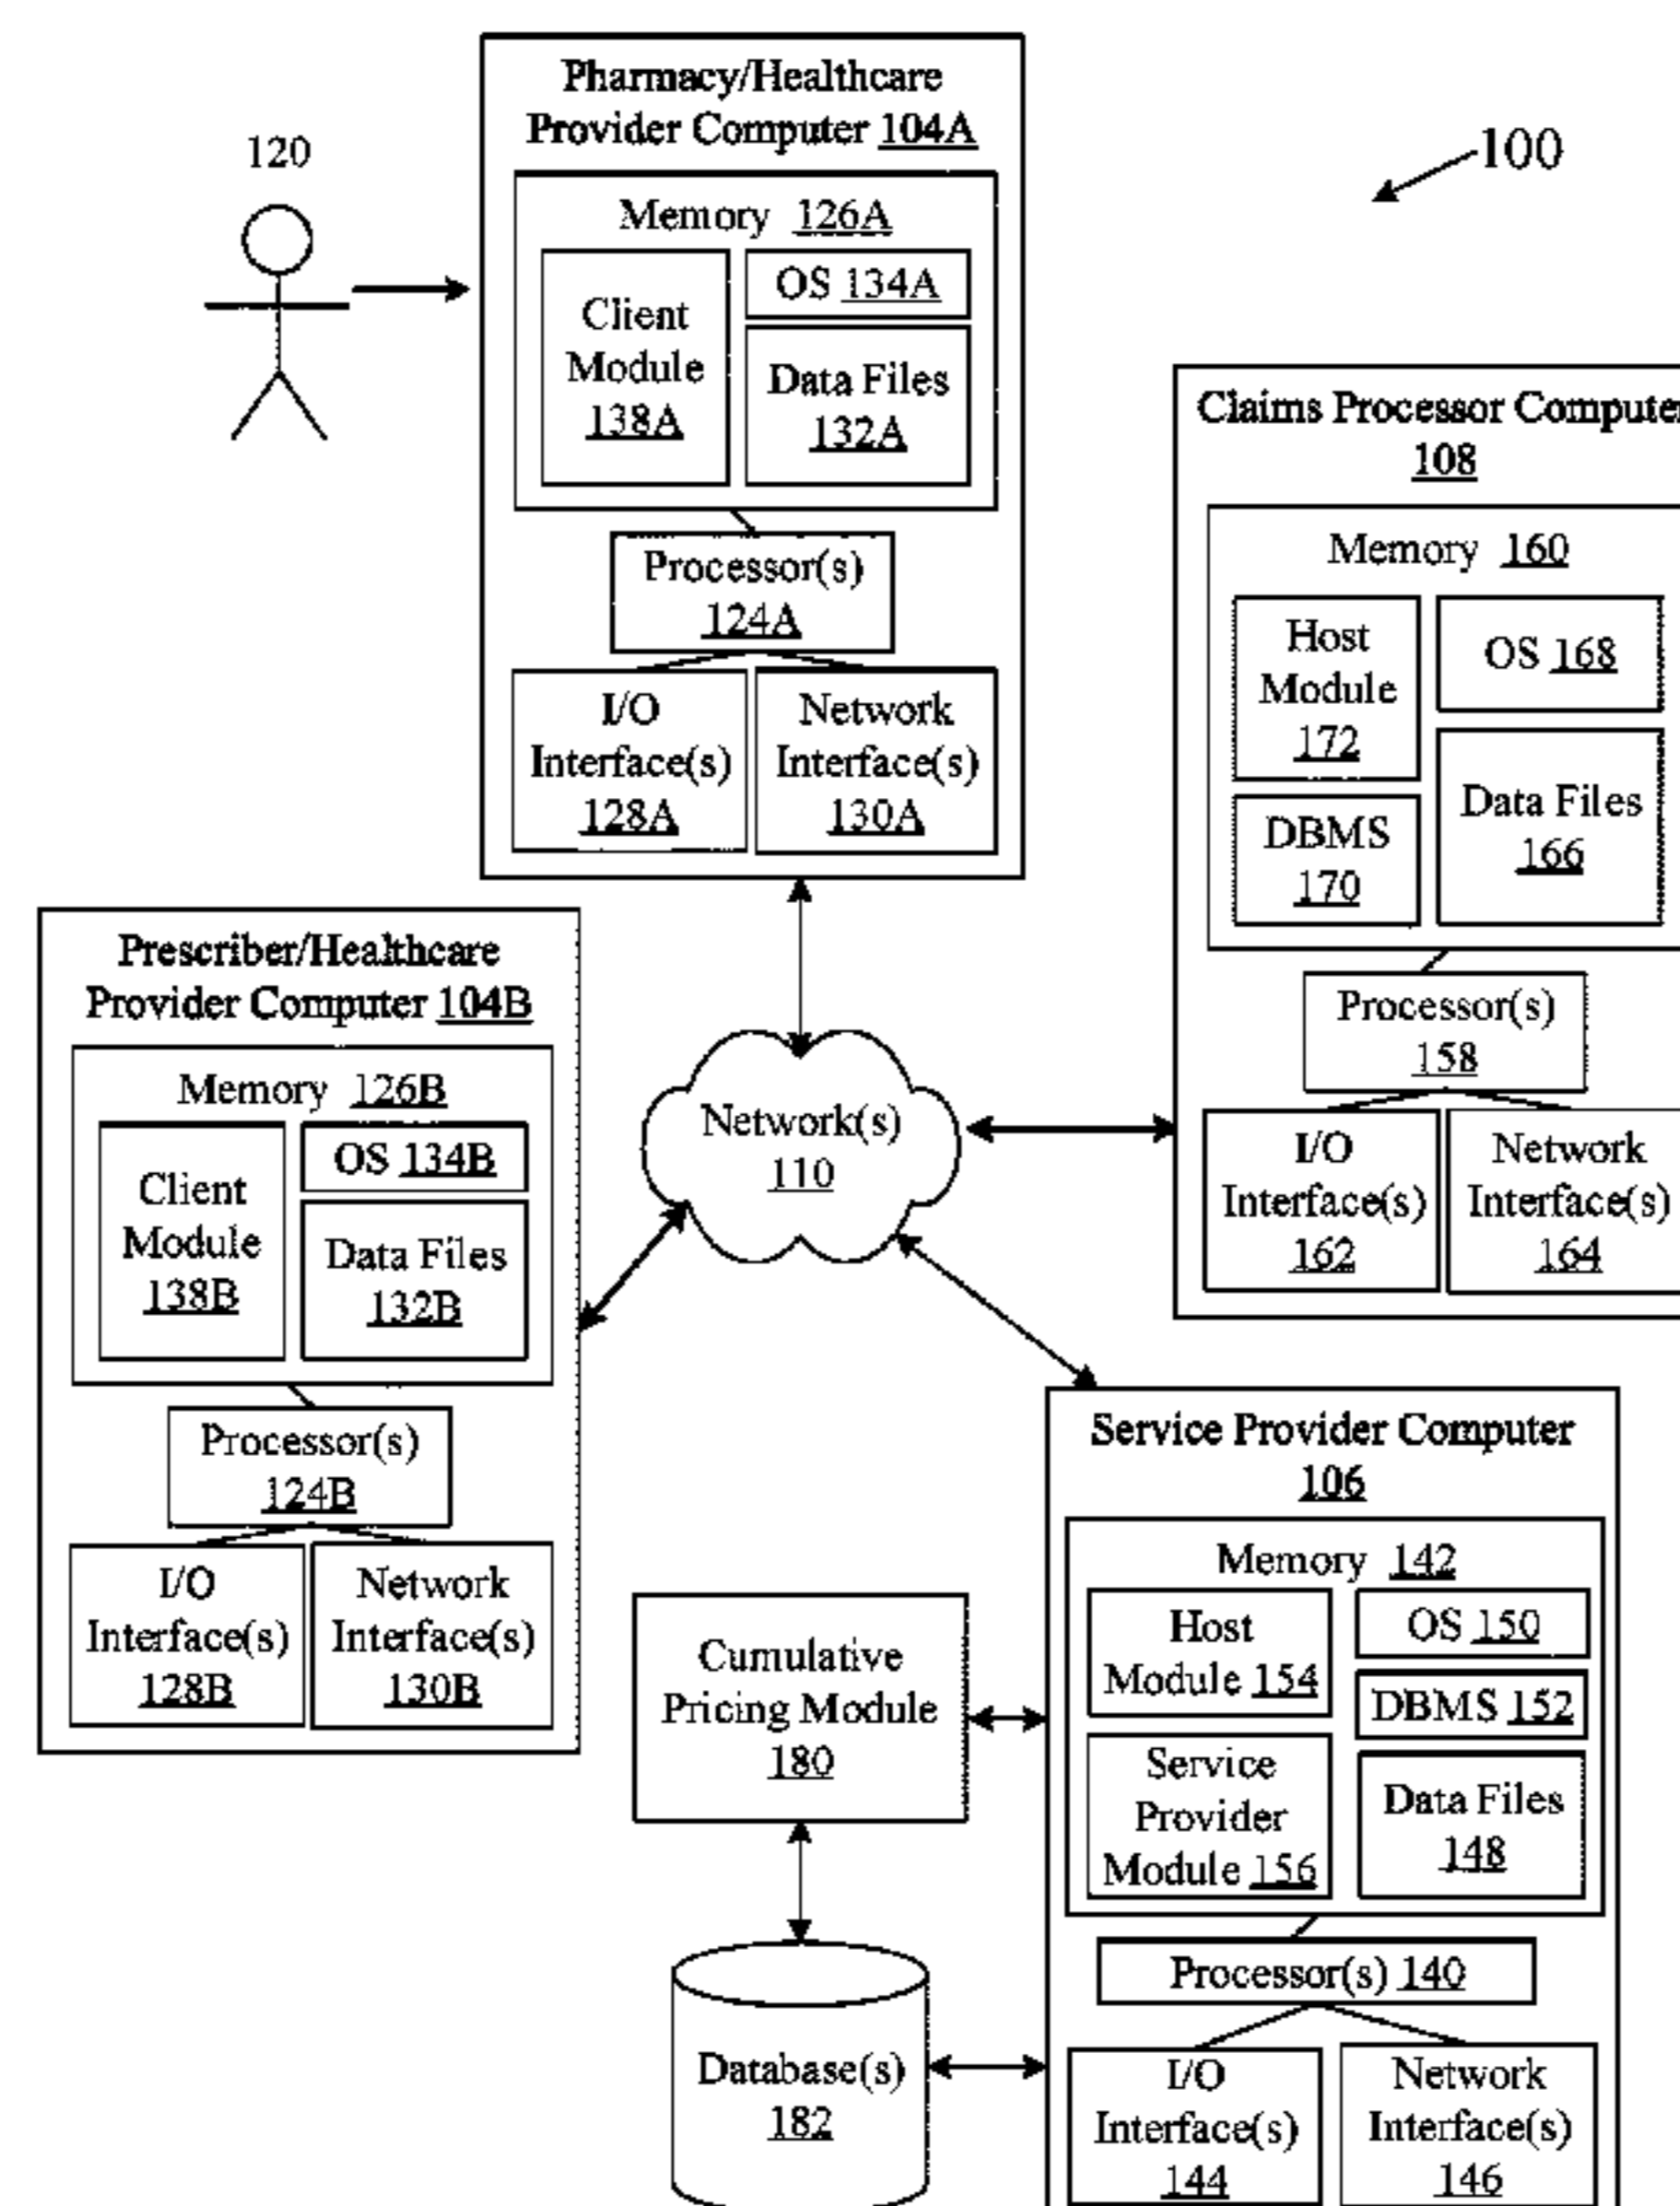 Pharmacy/Healthcare
Provider Computer 104A
120
100
Memory 126A
Client
Module
138A
OS 134A
Data Files
132A
Processor(s)
124A
I/O
Interface(s)
128A
Network
Interface(s)
130A
Claims Processor Computer
108
Memory 160
Host
Module
172
OS 168
DBMS
170
Data Files
166
Processor(s)
158
I/O
Interface(s)
162
Network
Interface(s)
164
Prescriber/Healthcare
Provider Computer 104B
Memory 126B
Client
Module
138B
OS 134B
Data Files
132B
Processor(s)
124B
I/O
Interface(s)
128B
Network
Interface(s)
130B
Network(s)
110
Service Provider Computer
106
Memory 142
Host
Module 154
OS 150
DBMS 152
Service
Provider
Module 156
Data Files
148
Processor(s) 140
I/O
Interface(s)
144
Network
Interface(s)
146
Cumulative
Pricing Module
180
Database(s)
182